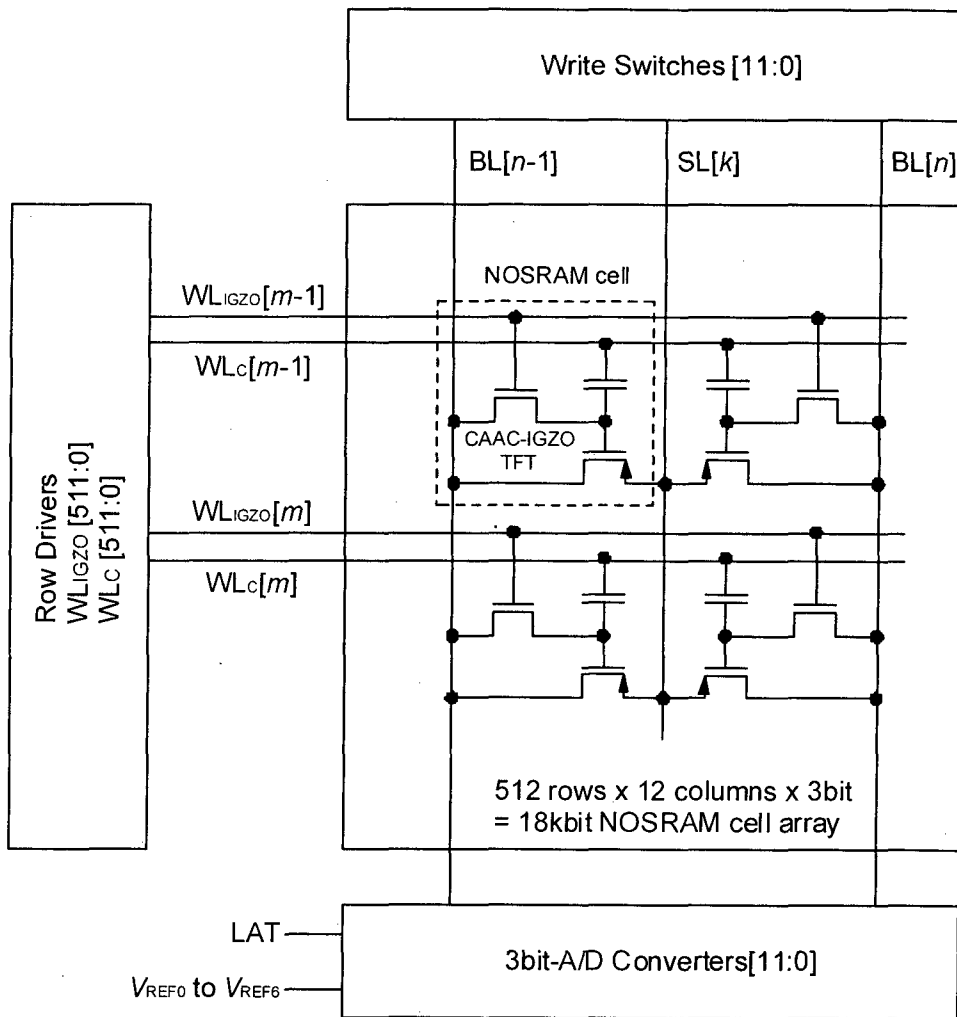 Write Switches [11:0]
BL[n-1]
SL[k]
BL[n]
NOSRAM cell
WLIGZO[m-1]
WLC[m-1]
CAAC-IGZO
TFT
WLIGZO[m]
WLC[m]
Row Drivers
WLIGZO [511:0]
WLC [511:0]
512 rows x 12 columns x 3bit
= 18kbit NOSRAM cell array
LAT
VREF0 to VREF6
3bit-A/D Converters[11:0]